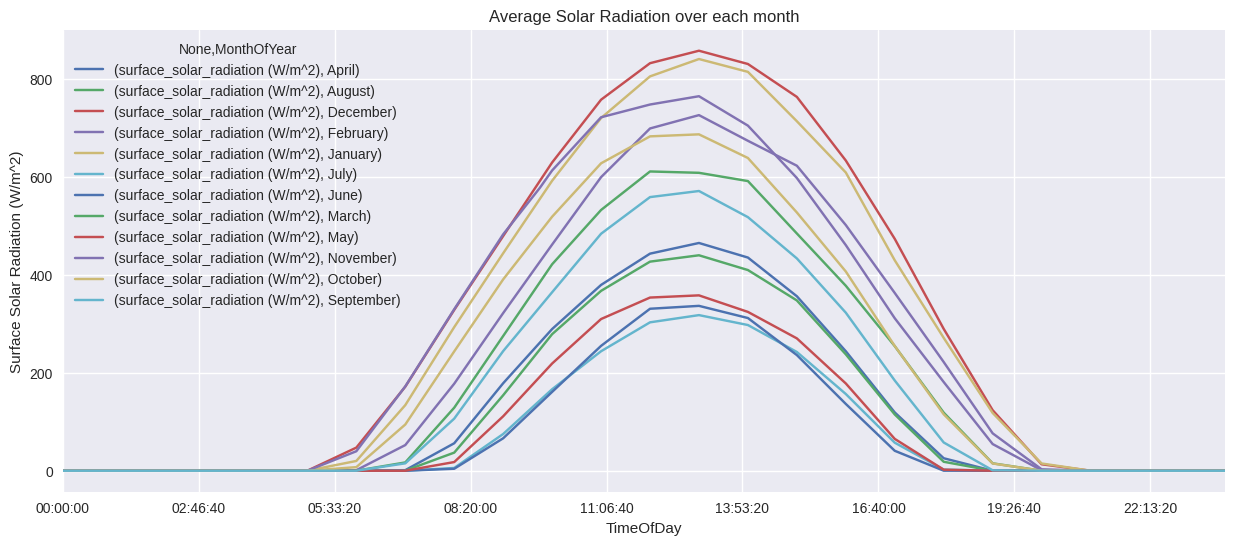 Average Solar Radiation over each month
None,MonthOfYear
(surface_solar_radiation (W/m^2), April)
(surface_solar_radiation (W/m^2), August)
(surface_solar_radiation (W/m^2), December)
(surface_solar_radiation (W/m^2), February)
(surface_solar_radiation (W/m^2), January)
(surface_solar_radiation (W/m^2), July)
(surface_solar_radiation (W/m^2), June)
(surface_solar_radiation (W/m^2), March)
(surface_solar_radiation (W/m^2), May)
(surface_solar_radiation (W/m^2), November)
(surface_solar_radiation (W/m^2), October)
(surface_solar_radiation (W/m^2), September)
Surface Solar Radiation (W/m^2)
800
600
400
200
0
00:00:00 02:46:40 05:33:20 08:20:00 11:06:40 13:53:20 16:40:00 19:26:40 22:13:20
TimeOfDay